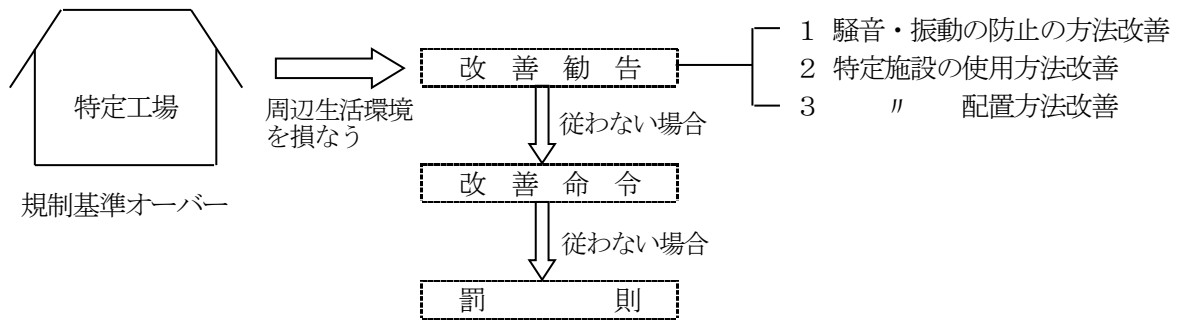 特定工場
規制基準オーバー
周辺生活環境
を損なう
改善勧告
1 騒音・振動の防止の方法改善
2 特定施設の使用方法改善
3 〃 配置方法改善
従わない場合
改善命令
従わない場合
罰則